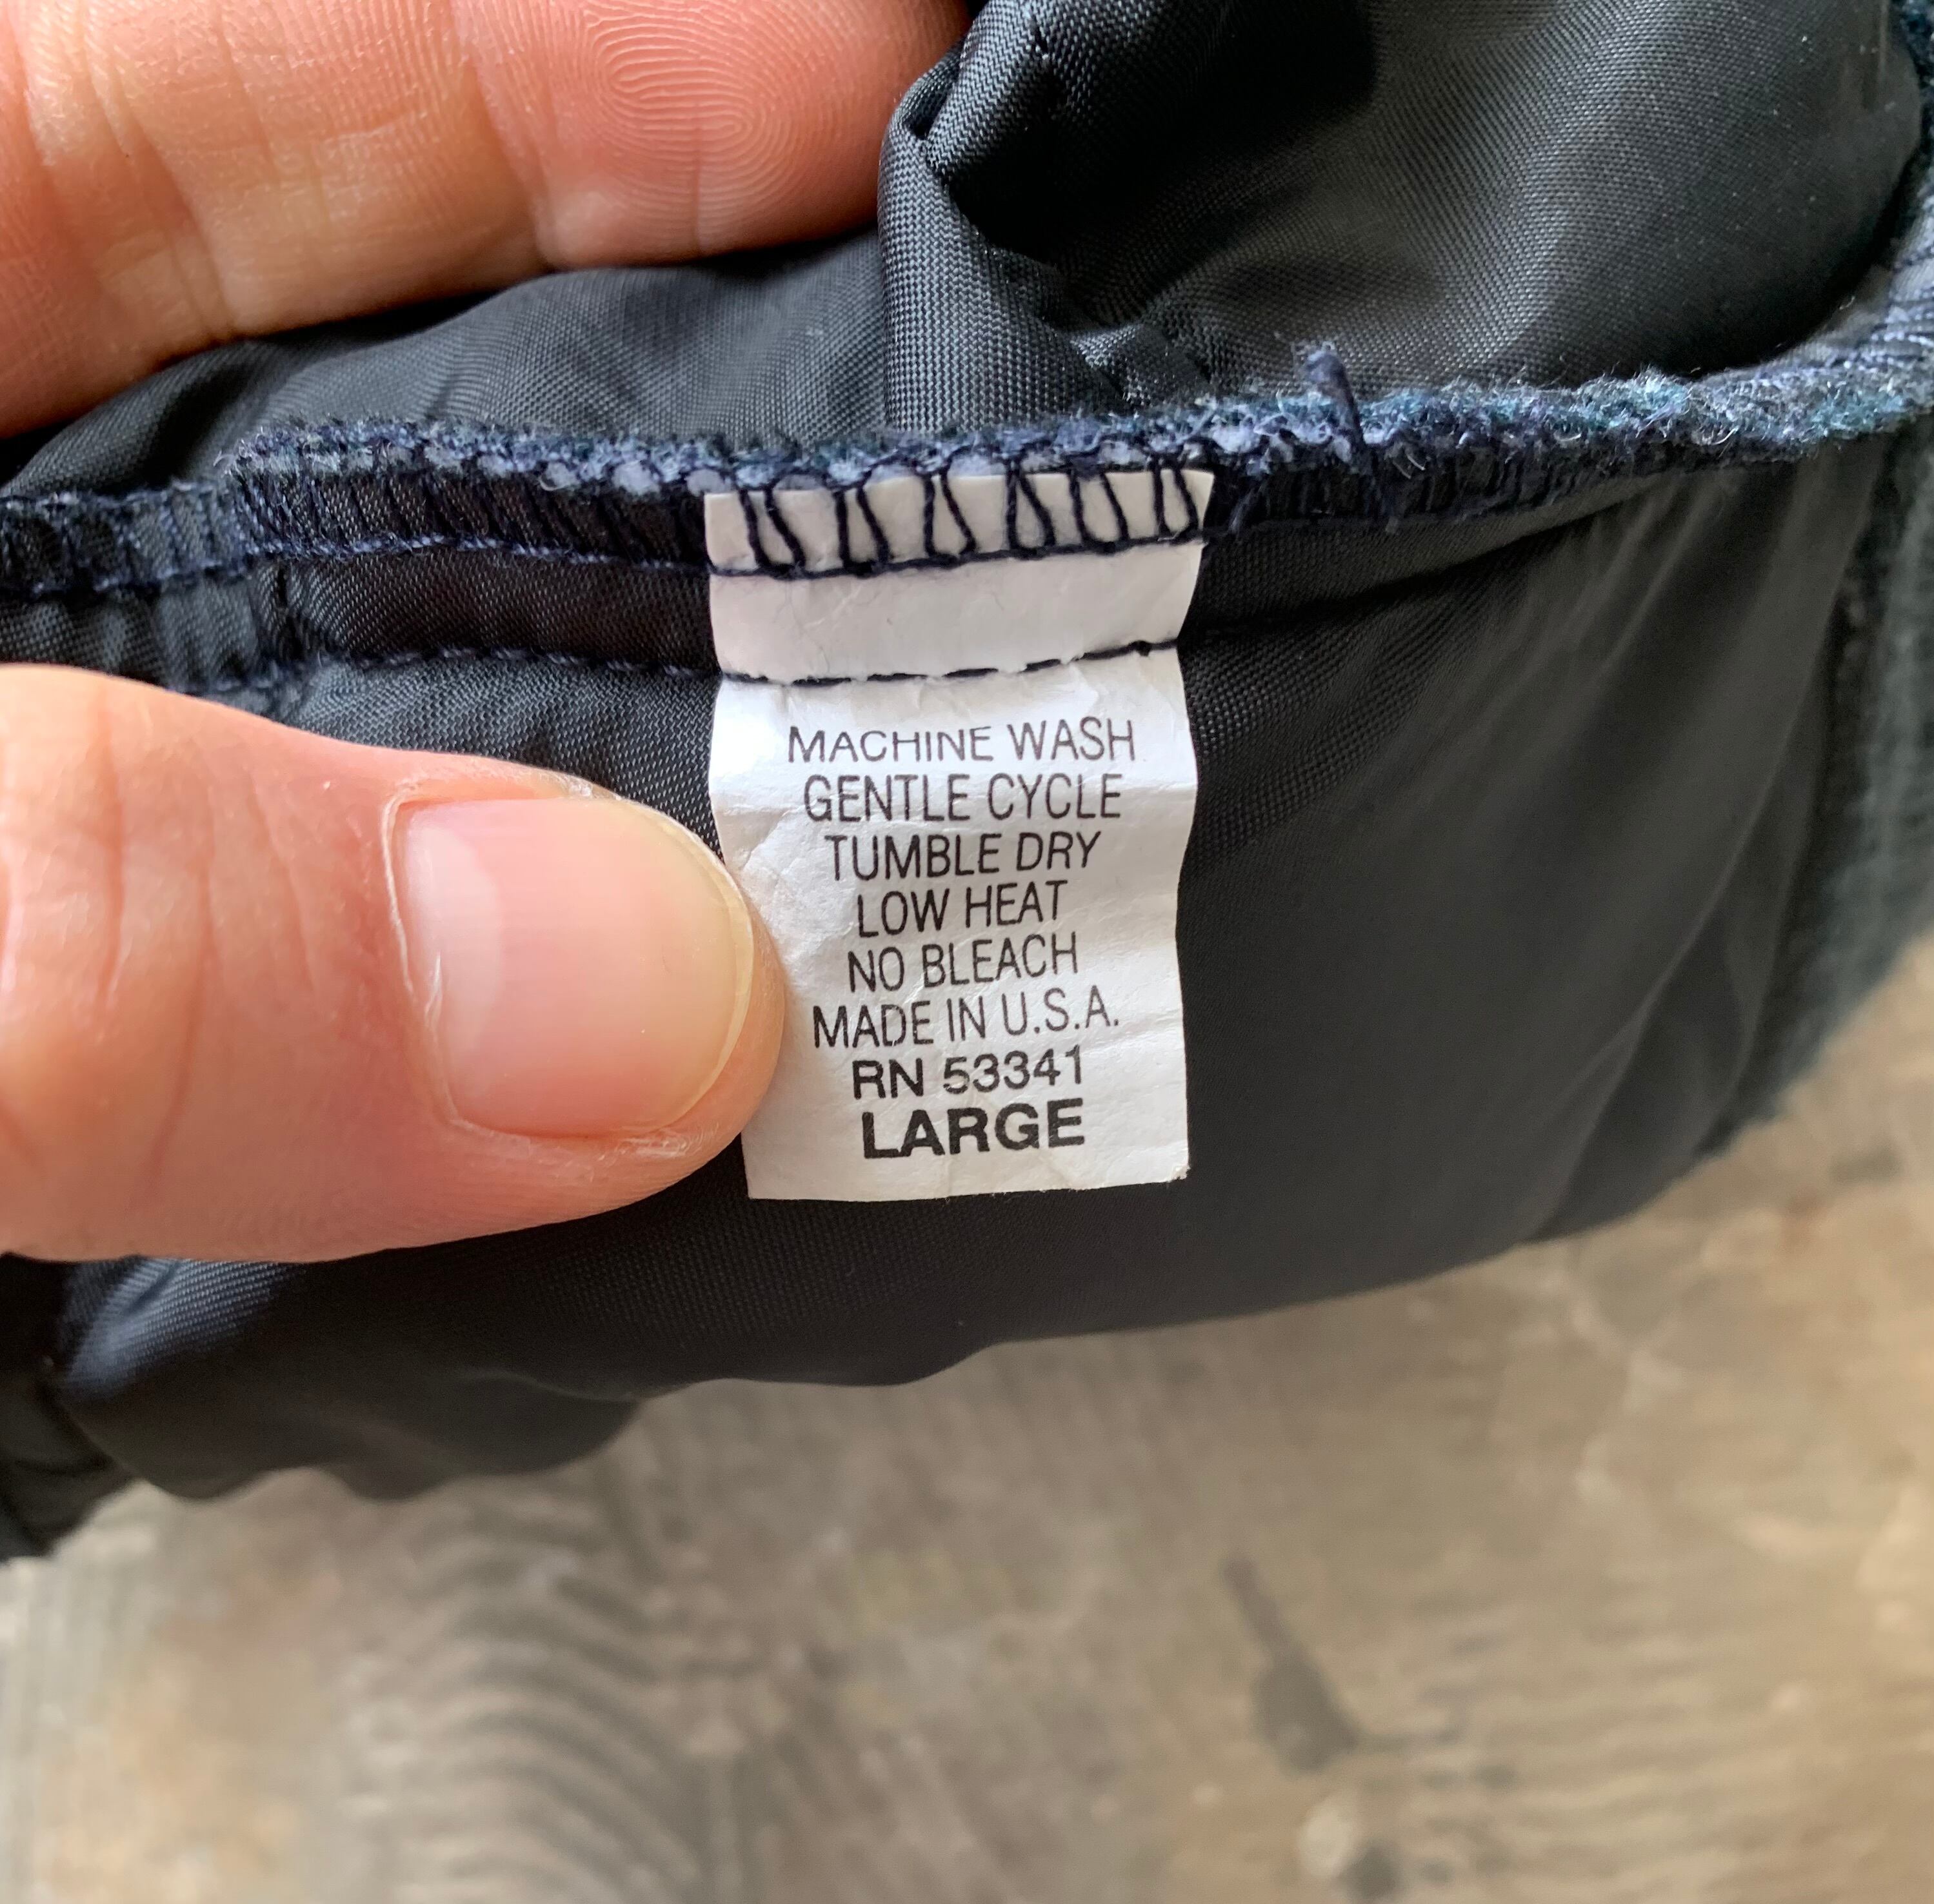 MACHINE WASH
GENTLE CYCLE
TUMBLE DRY
LOW HEAT
NO BLEACH
MADE IN U.S.A.
RN 53341
LARGE